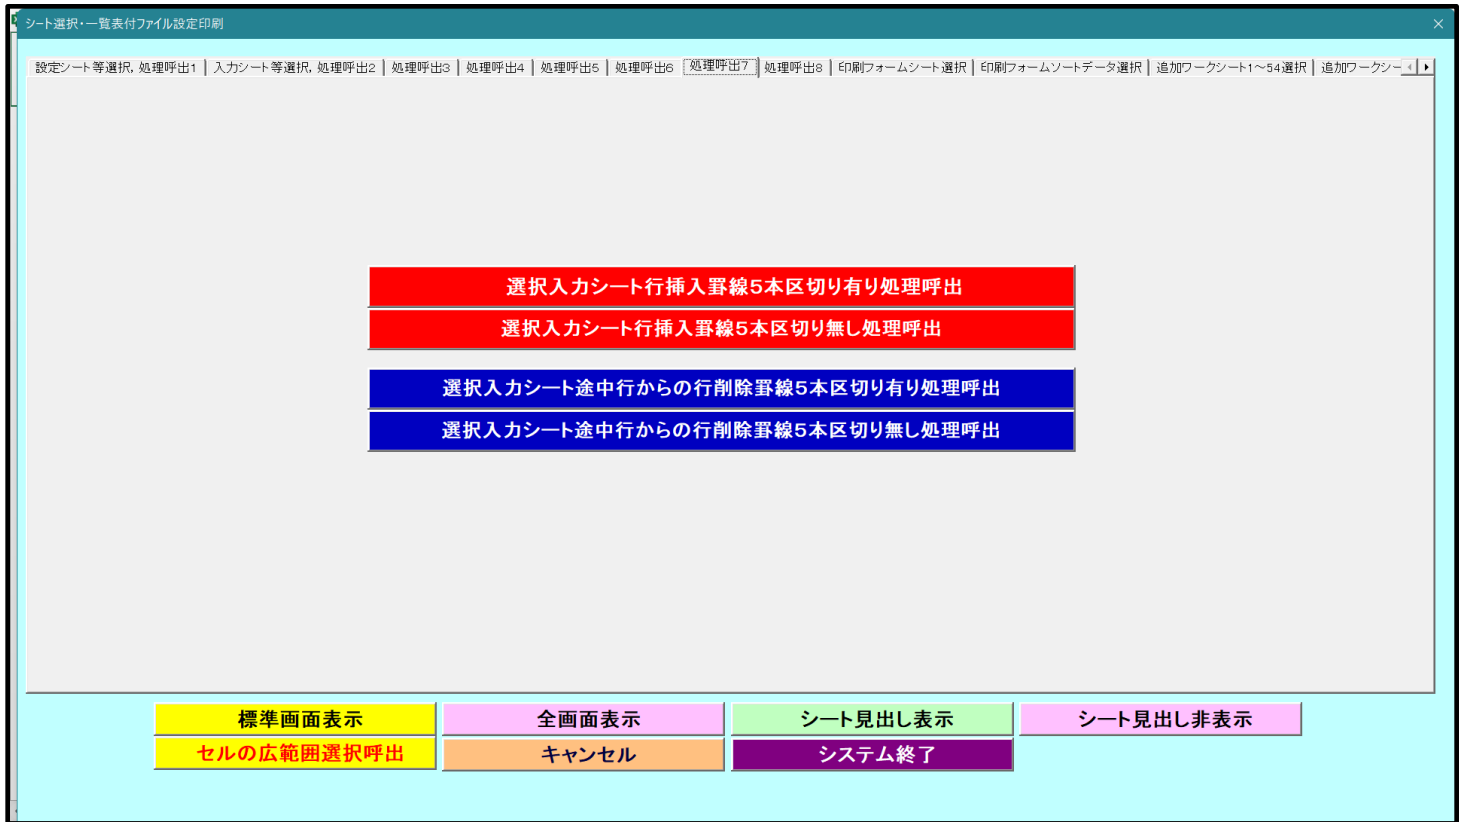 シート選択・一覧表付ファイル設定印刷
設定シート等選択, 処理呼出1 入力シート等選択, 処理呼出2 処理呼出3 処理呼出4 処理呼出5 処理呼出6 処理呼出7 処理呼出8 印刷フォームシート選択 印刷フォームソートデータ選択 追加ワークシート1～54選択 追加ワークシー
選択入力シート行挿入罫線５本区切り有り処理呼出
選択入力シート行挿入罫線５本区切り無し処理呼出
選択入力シート途中行からの行削除罫線５本区切り有り処理呼出
選択入力シート途中行からの行削除罫線５本区切り無し処理呼出
標準画面表示 全画面表示 シート見出し表示 シート見出し非表示
セルの広範囲選択呼出 キャンセル システム終了